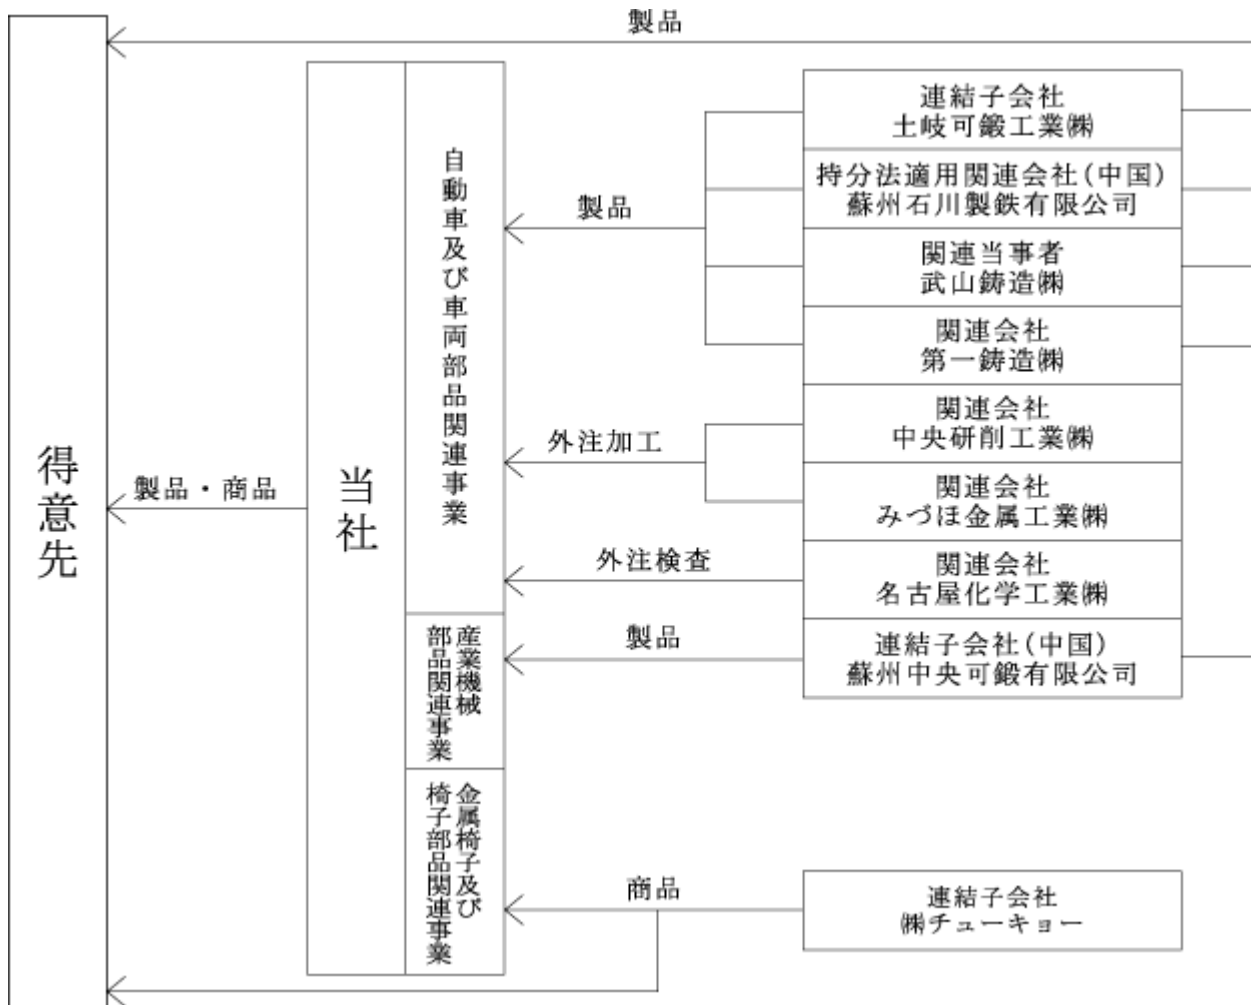 製品
得意先
製品・商品
当社
自動車及び車両部品関連事業
産業機械
部品関連事業
金属椅子及び
椅子部品関連事業
製品
外注加工
外注検査
製品
商品
連結子会社
土岐可鍛工業㈱
持分法適用関連会社(中国)
蘇州石川製鉄有限公司
関連当事者
武山鋳造㈱
関連会社
第一鋳造㈱
関連会社
中央研削工業㈱
関連会社
みづほ金属工業㈱
関連会社
名古屋化学工業㈱
連結子会社(中国)
蘇州中央可鍛有限公司
連結子会社
㈱チューキョー